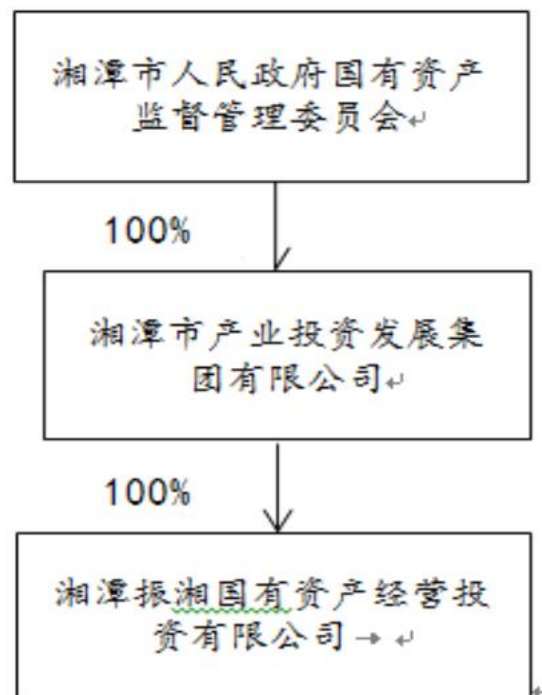 湘潭市人民政府国有资产
监督管理委员会↵
100%
湘潭市产业投资发展集
团有限公司↵
100%
湘潭振湘国有资产经营投
资有限公司→↵